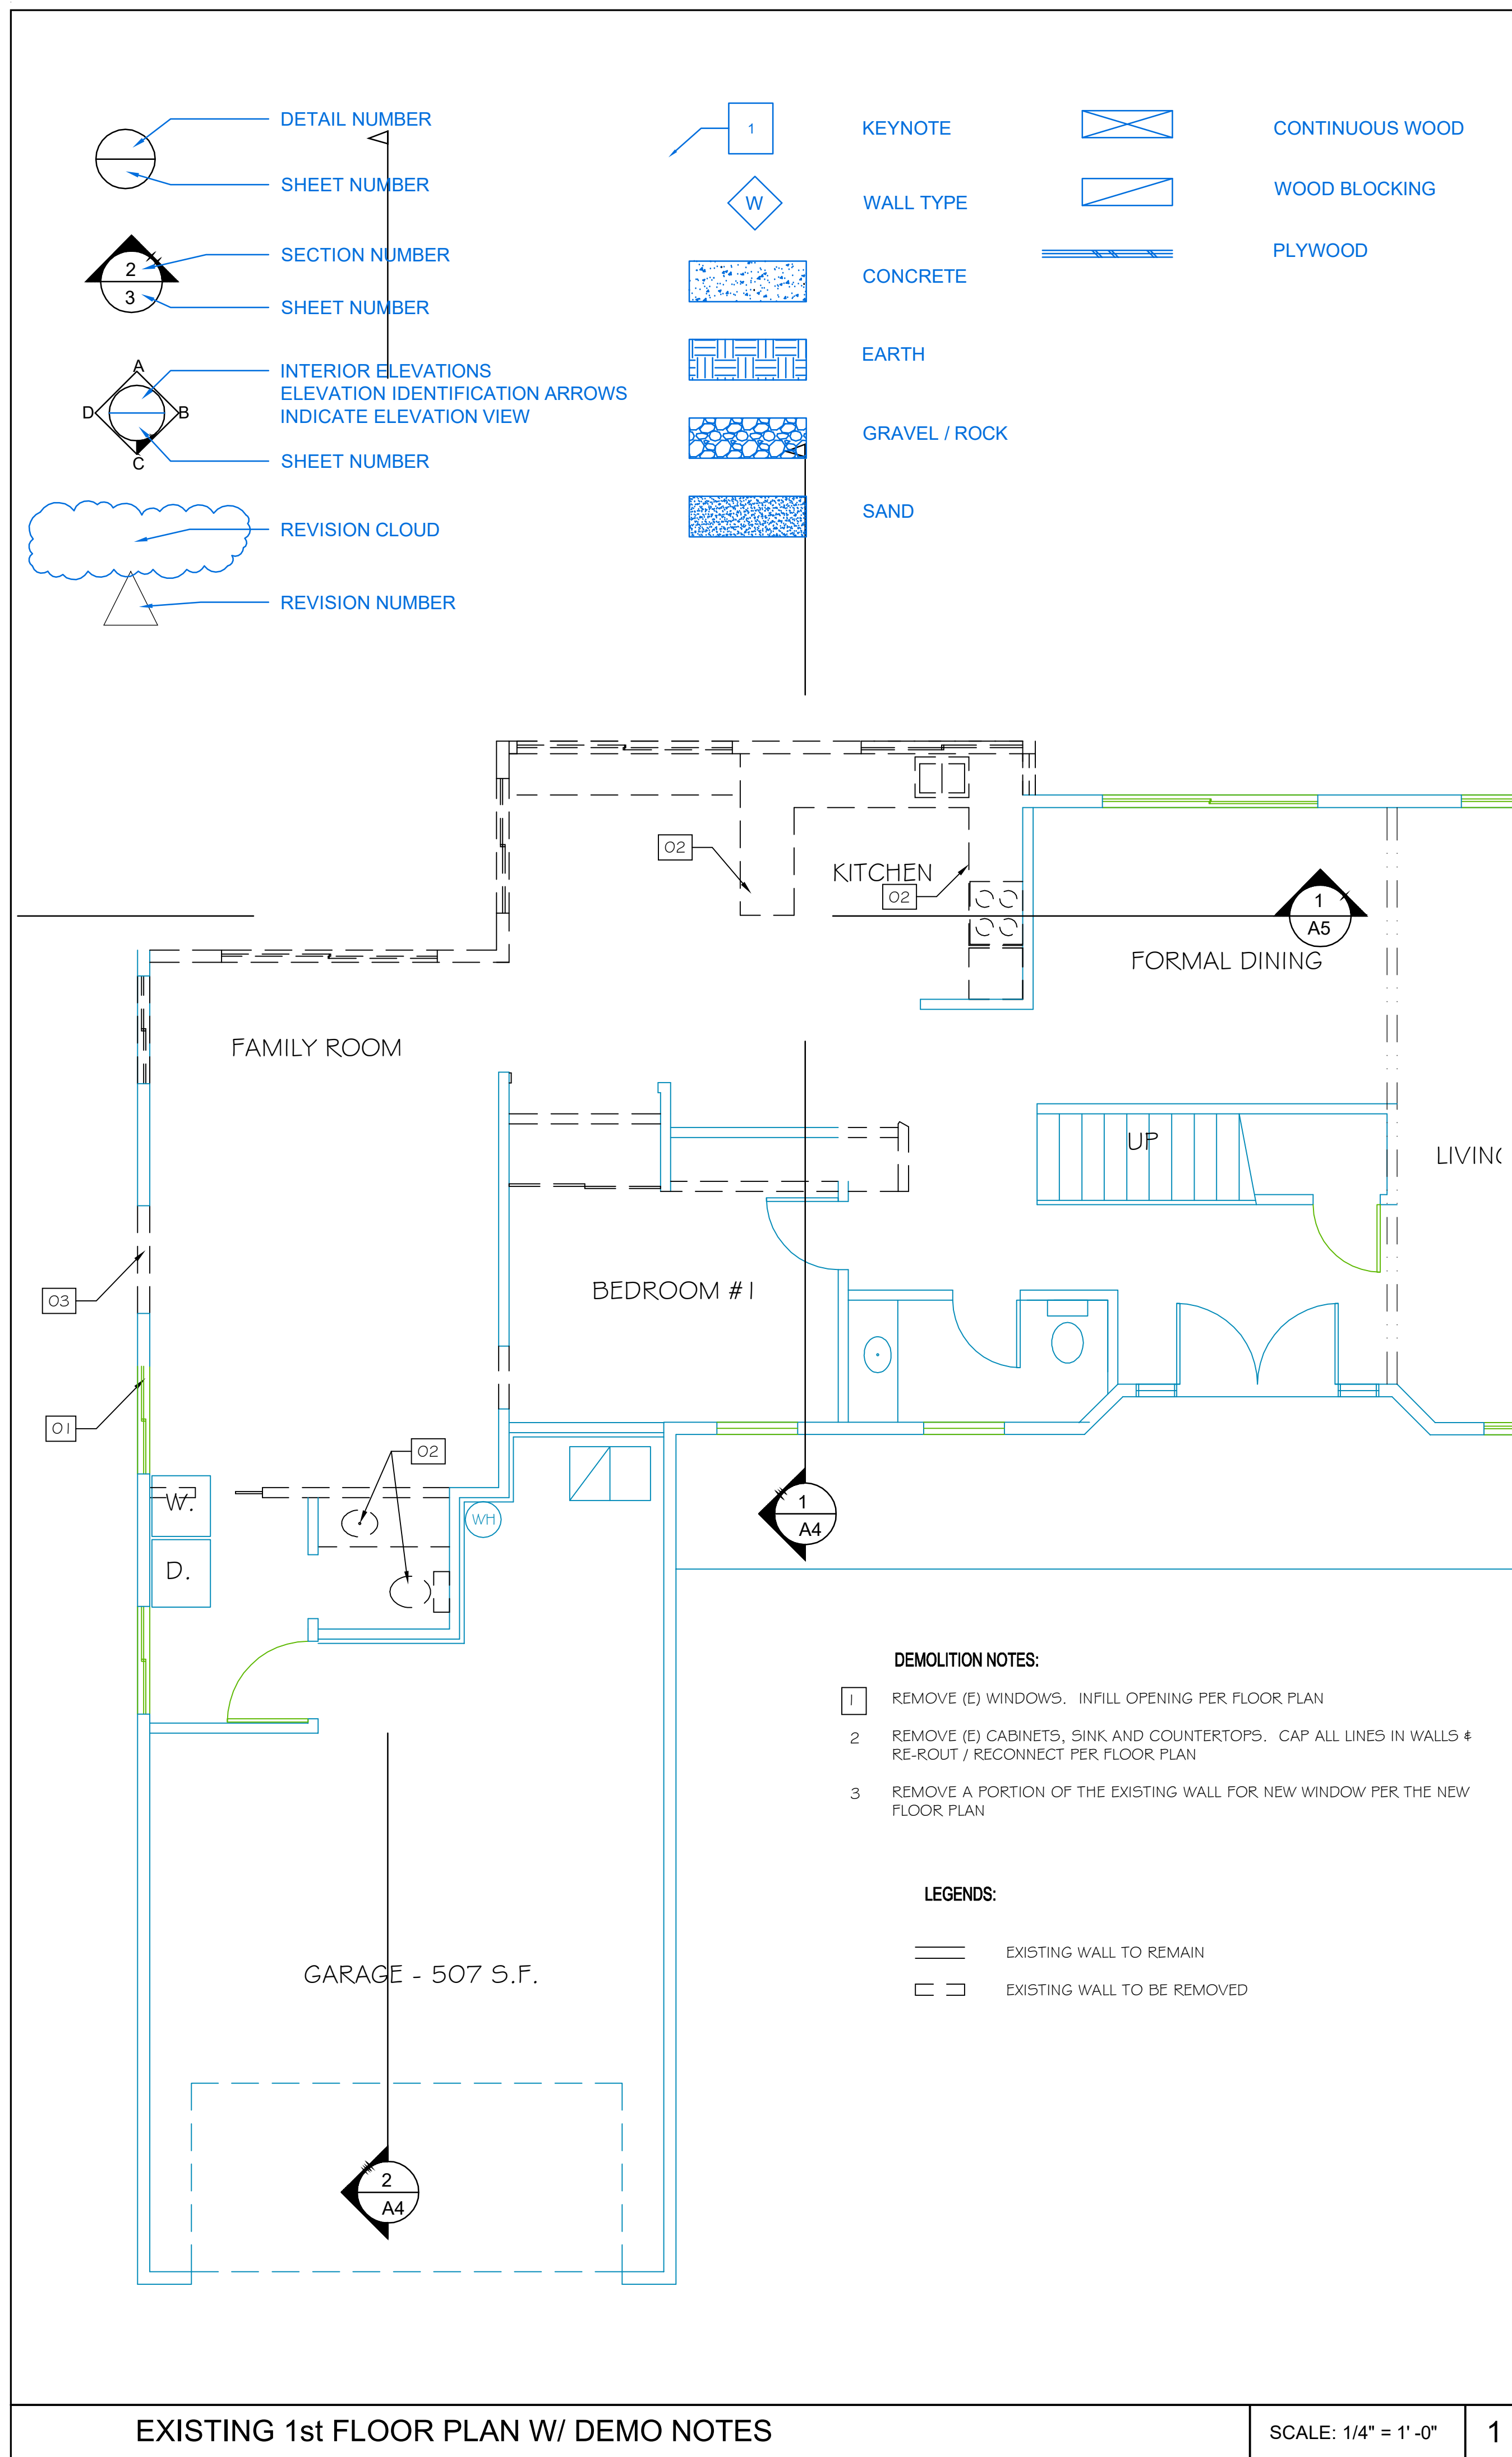 DETAIL NUMBER
SHEET NUMBER
2
3
SECTION NUMBER
SHEET NUMBER
A
D
B
C
INTERIOR ELEVATIONS
ELEVATION IDENTIFICATION ARROWS
INDICATE ELEVATION VIEW
SHEET NUMBER
REVISION CLOUD
REVISION NUMBER
1
KEYNOTE
W
WALL TYPE
CONCRETE
EARTH
GRAVEL / ROCK
SAND
CONTINUOUS WOOD
WOOD BLOCKING
PLYWOOD
02
KITCHEN
02
1
A5
FORMAL DINING
FAMILY ROOM
UP
LIVING
03
BEDROOM #1
01
02
W.
WH
1
A4
D.
DEMOLITION NOTES:
1 REMOVE (E) WINDOWS. INFILL OPENING PER FLOOR PLAN
2 REMOVE (E) CABINETS, SINK AND COUNTERTOPS. CAP ALL LINES IN WALLS &
RE-ROUT / RECONNECT PER FLOOR PLAN
3 REMOVE A PORTION OF THE EXISTING WALL FOR NEW WINDOW PER THE NEW
FLOOR PLAN
LEGENDS:
EXISTING WALL TO REMAIN
EXISTING WALL TO BE REMOVED
GARAGE - 507 S.F.
2
A4
EXISTING 1st FLOOR PLAN W/ DEMO NOTES
SCALE: 1/4" = 1' -0"
1